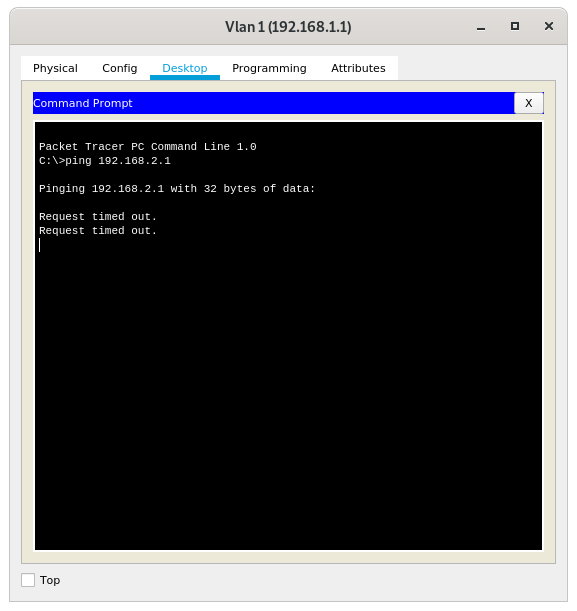 Vlan 1 (192.168.1.1)
Physical Config Desktop Programming Attributes
Command Prompt X
Packet Tracer PC Command Line 1.0
C:\>ping 192.168.2.1
Pinging 192.168.2.1 with 32 bytes of data:
Request timed out.
Request timed out.
Top